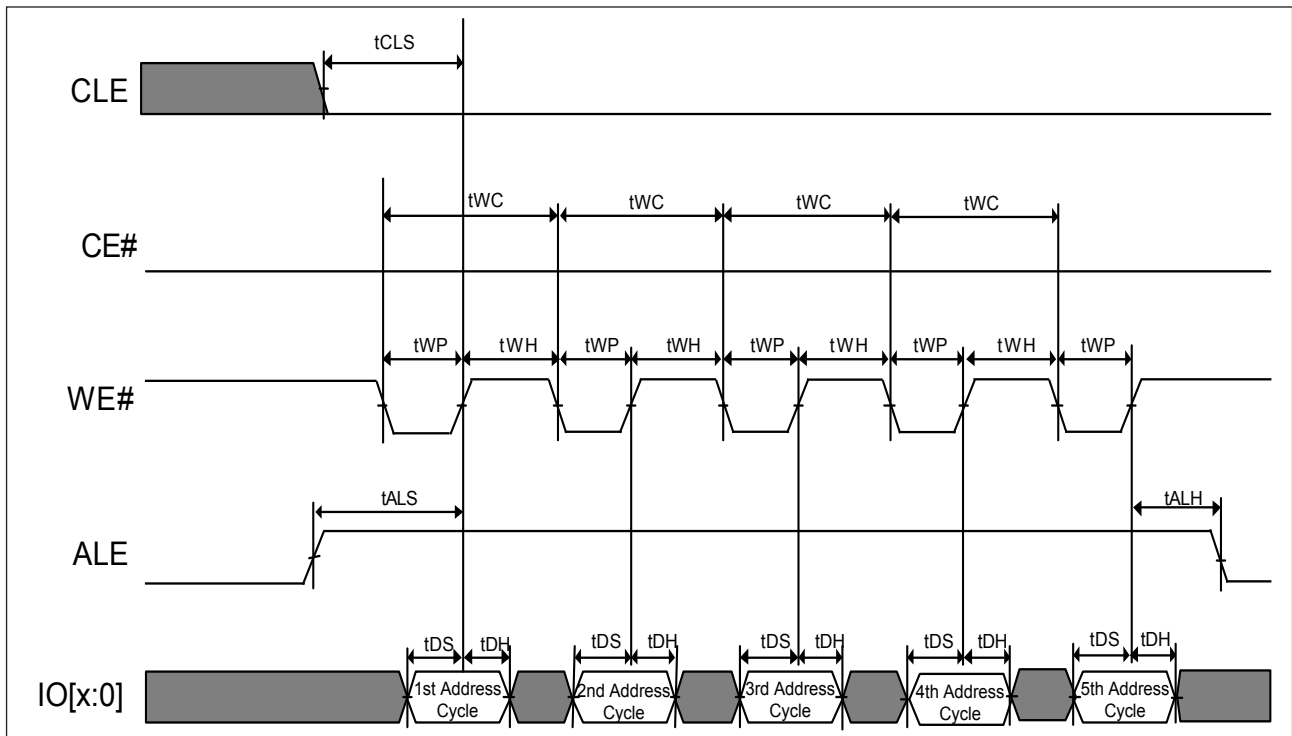 tCLS
CLE
tWC tWC tWC tWC
CE#
tWP tWH tWP tWH tWP tWH tWP tWH tWP
WE#
tALS tALH
ALE
tDS tDH tDS tDH tDS tDH tDS tDH tDS tDH
IO[x:0]
1st Address
Cycle
2nd Address
Cycle
3rd Address
Cycle
4th Address
Cycle
5th Address
Cycle